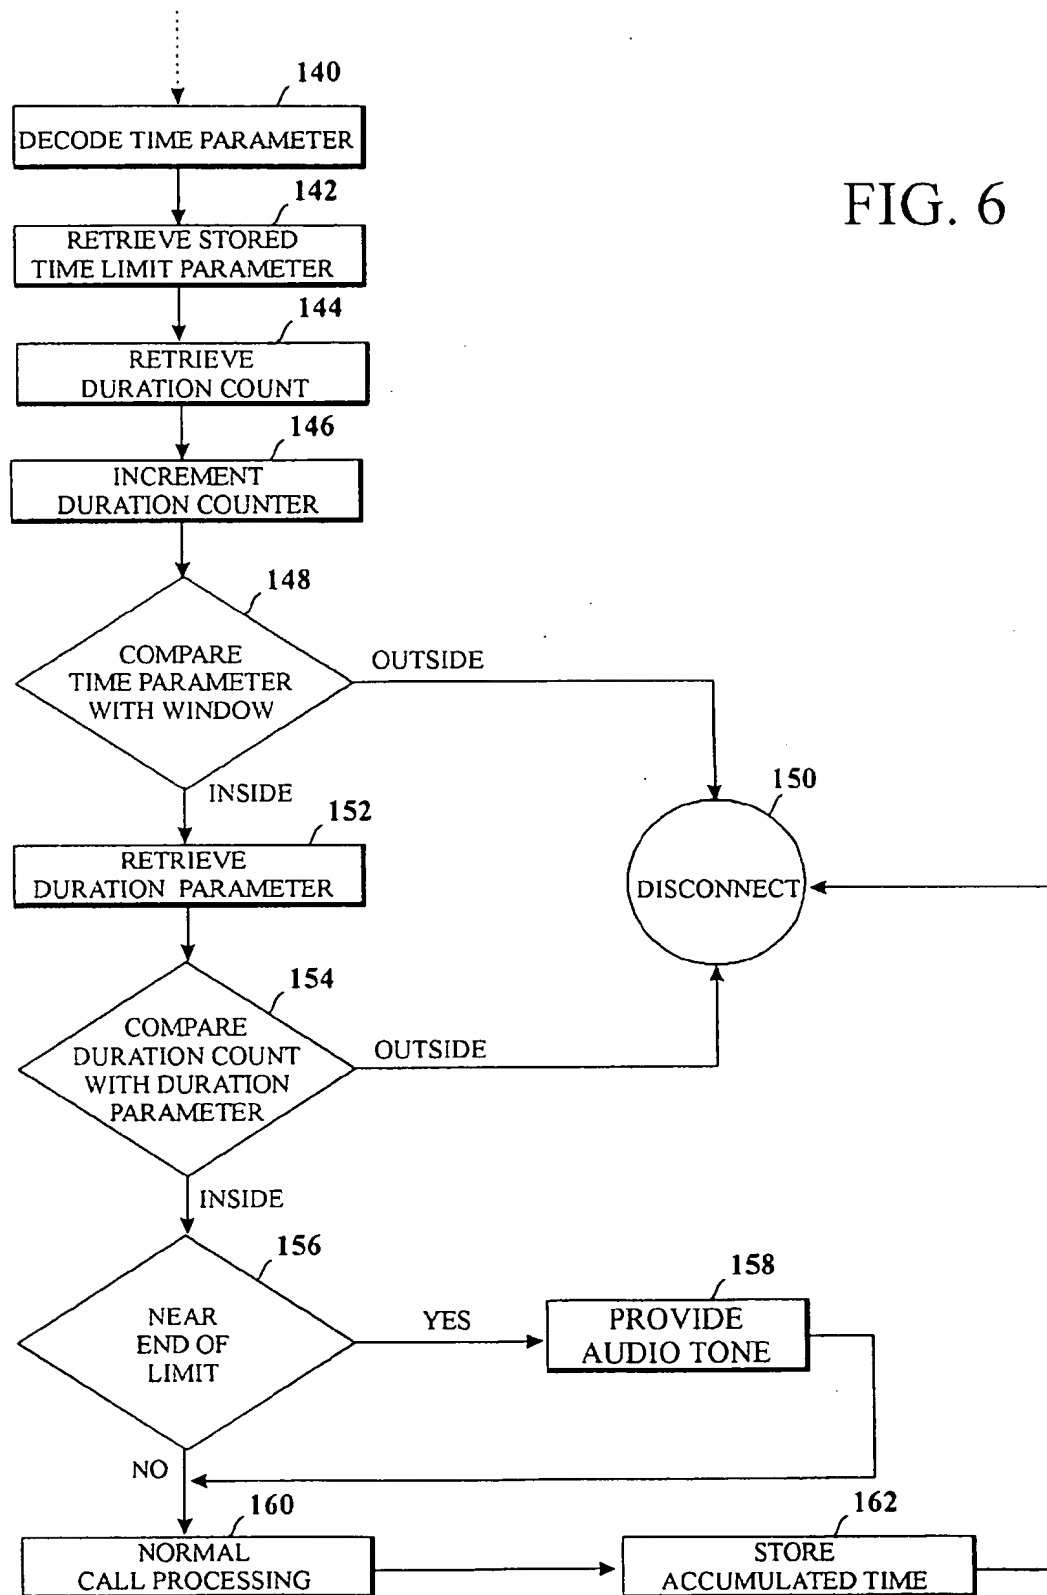 140
DECODE TIME PARAMETER
FIG. 6
142
RETRIEVE STORED
TIME LIMIT PARAMETER
144
RETRIEVE
DURATION COUNT
146
INCREMENT
DURATION COUNTER
148
COMPARE
TIME PARAMETER
WITH WINDOW
OUTSIDE
INSIDE
150
DISCONNECT
152
RETRIEVE
DURATION PARAMETER
154
COMPARE
DURATION COUNT
WITH DURATION
PARAMETER
OUTSIDE
INSIDE
156
NEAR
END OF
LIMIT
YES
158
PROVIDE
AUDIO TONE
NO
160
NORMAL
CALL PROCESSING
162
STORE
ACCUMULATED TIME